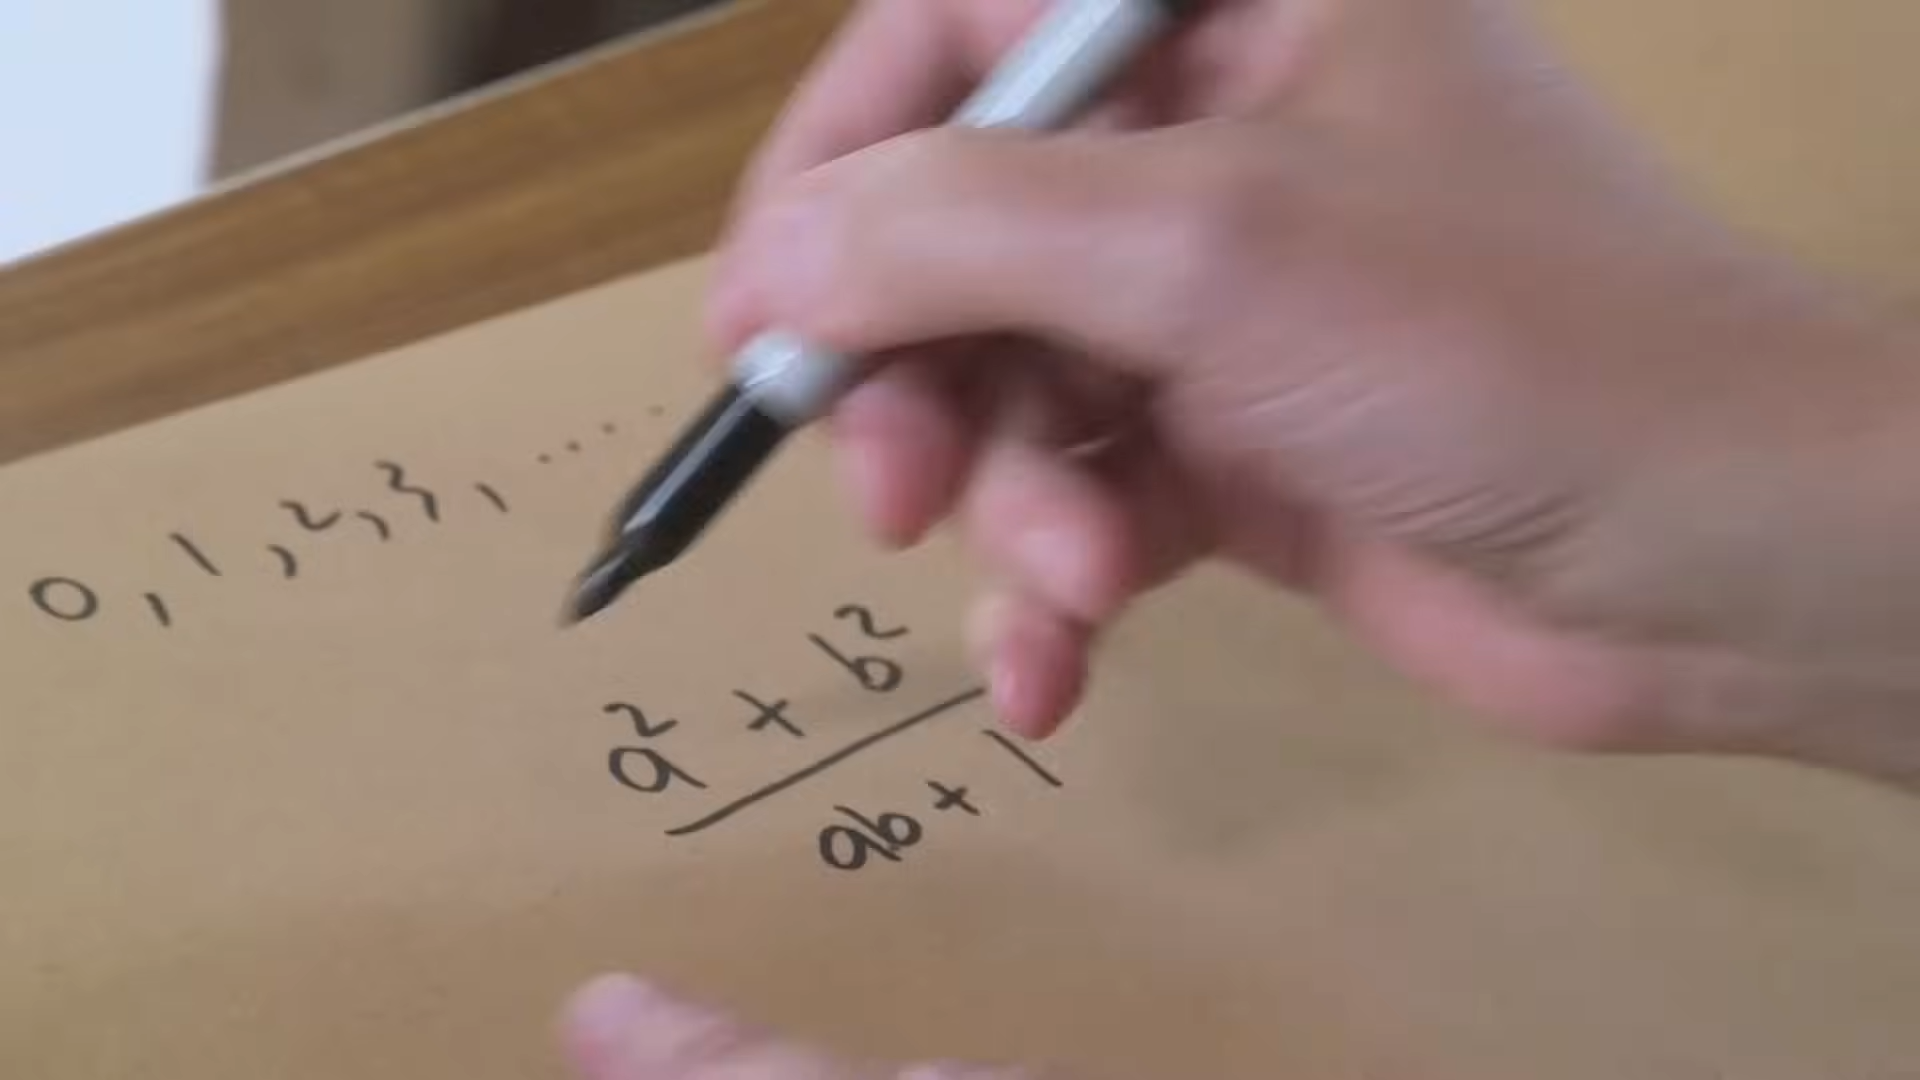 0, 1, 2, 3, .....
a² + b²
ab + 1